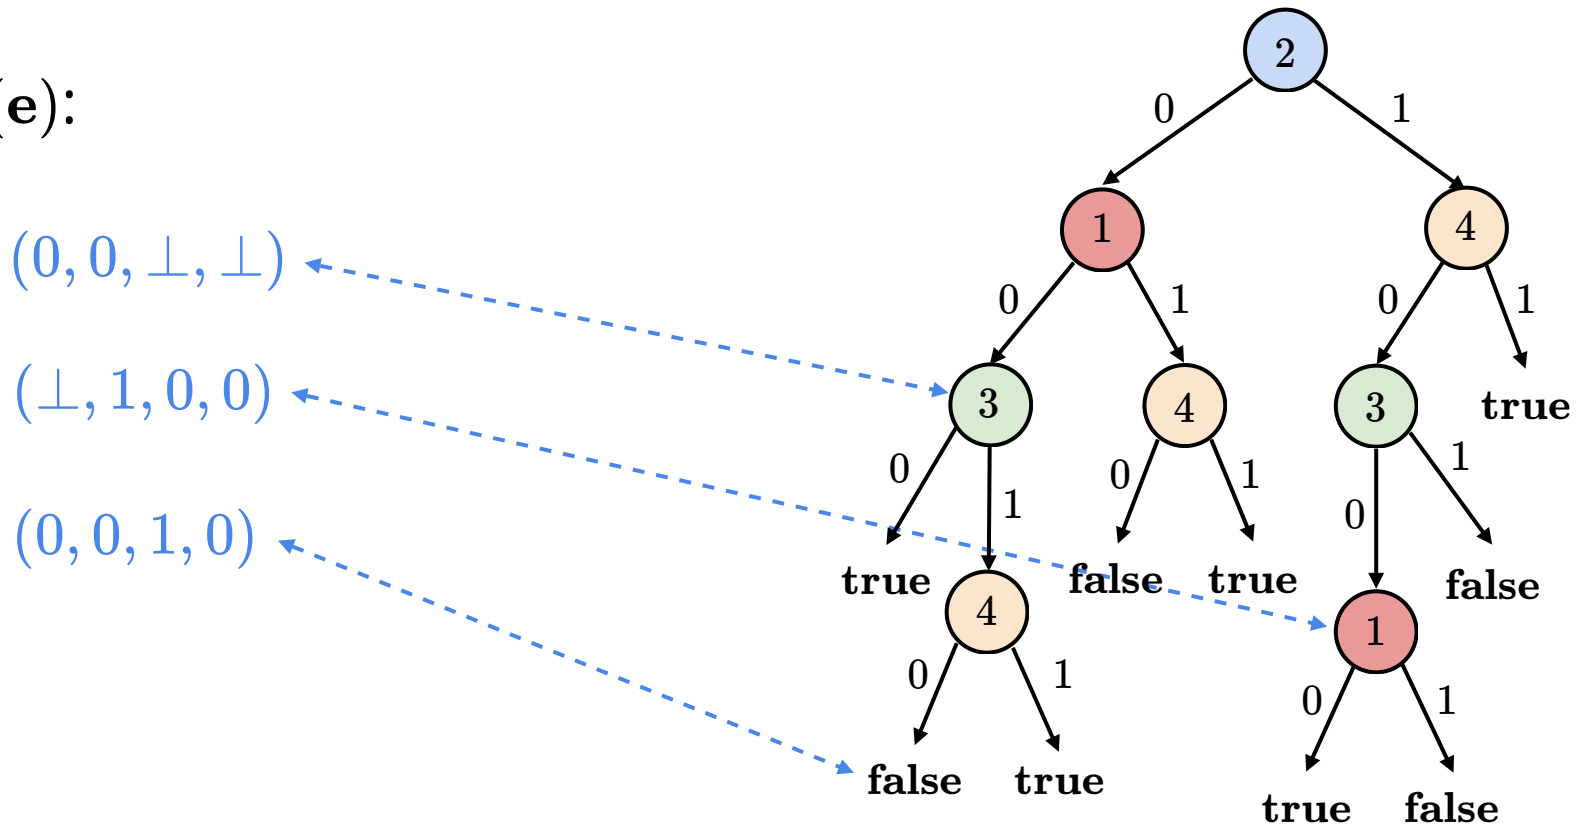 (e):
(0, 0, ⊥, ⊥)
(⊥, 1, 0, 0)
(0, 0, 1, 0)
2
0 1
1 4
0 1 0 1
3 4 3 true
0 1 0 1 0 1
true false true false
4 1
0 1 0 1
false true true false